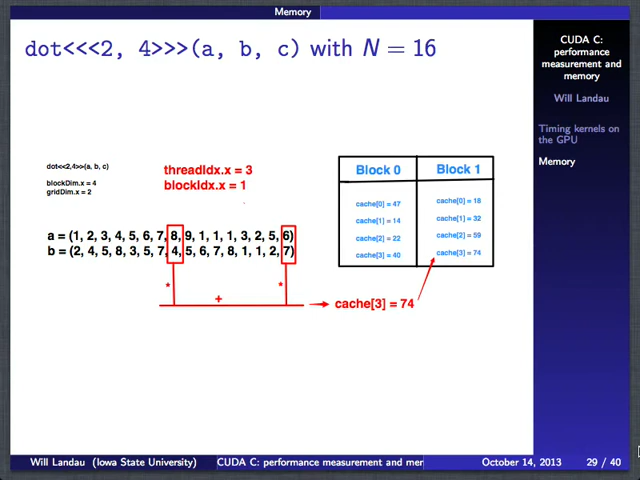 Memory
dot<<<2, 4>>>(a, b, c) with N = 16
CUDA C:
performance
measurement and
memory
Will Landau
Timing kernels on
the GPU
Memory
dot<<2,4>>(a, b, c)
blockDim.x = 4
gridDim.x = 2
threadIdx.x = 3
blockIdx.x = 1
a = (1, 2, 3, 4, 5, 6, 7, 8, 9, 1, 1, 1, 3, 2, 5, 6)
b = (2, 4, 5, 8, 3, 5, 7, 4, 5, 6, 7, 8, 1, 1, 2, 7)
* *
+
cache[3] = 74
Block 0 Block 1
cache[0] = 47 cache[0] = 18
cache[1] = 14 cache[1] = 32
cache[2] = 22 cache[2] = 59
cache[3] = 40 cache[3] = 74
Will Landau (Iowa State University) CUDA C: performance measurement and mer October 14, 2013 29 / 40